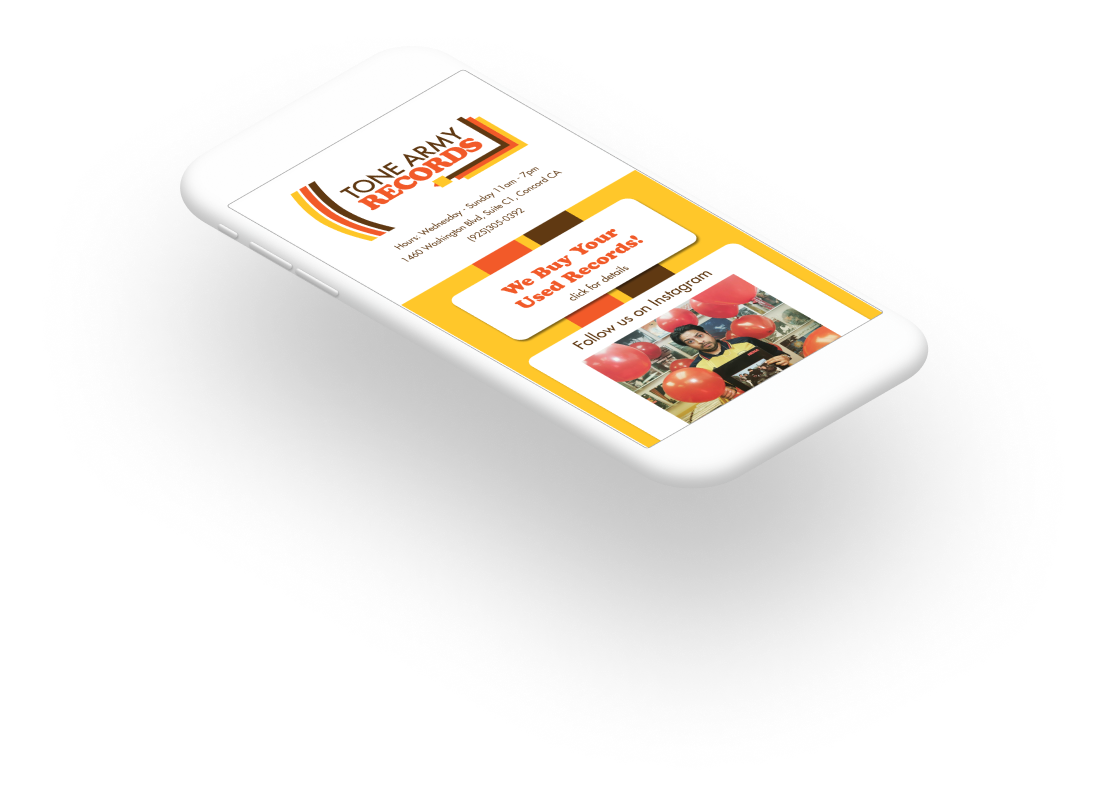 TONE ARMY
RECORDS
Hours: Wednesday - Sunday 11am - 7pm
1460 Washington Blvd, Suite C1, Concord CA
(925)305-0392
We Buy Your
Used Records!
click for details
Follow us on Instagram